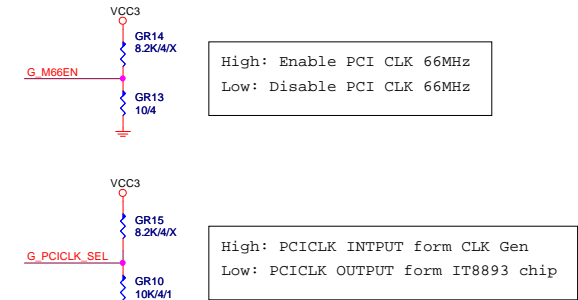 VCC3
GR14
8.2K/4/X
G_M66EN
GR13
10/4
High: Enable PCI CLK 66MHz
Low: Disable PCI CLK 66MHz
VCC3
GR15
8.2K/4/X
G_PCICLK_SEL
GR10
10K/4/1
High: PCICLK INTPUT form CLK Gen
Low: PCICLK OUTPUT form IT8893 chip